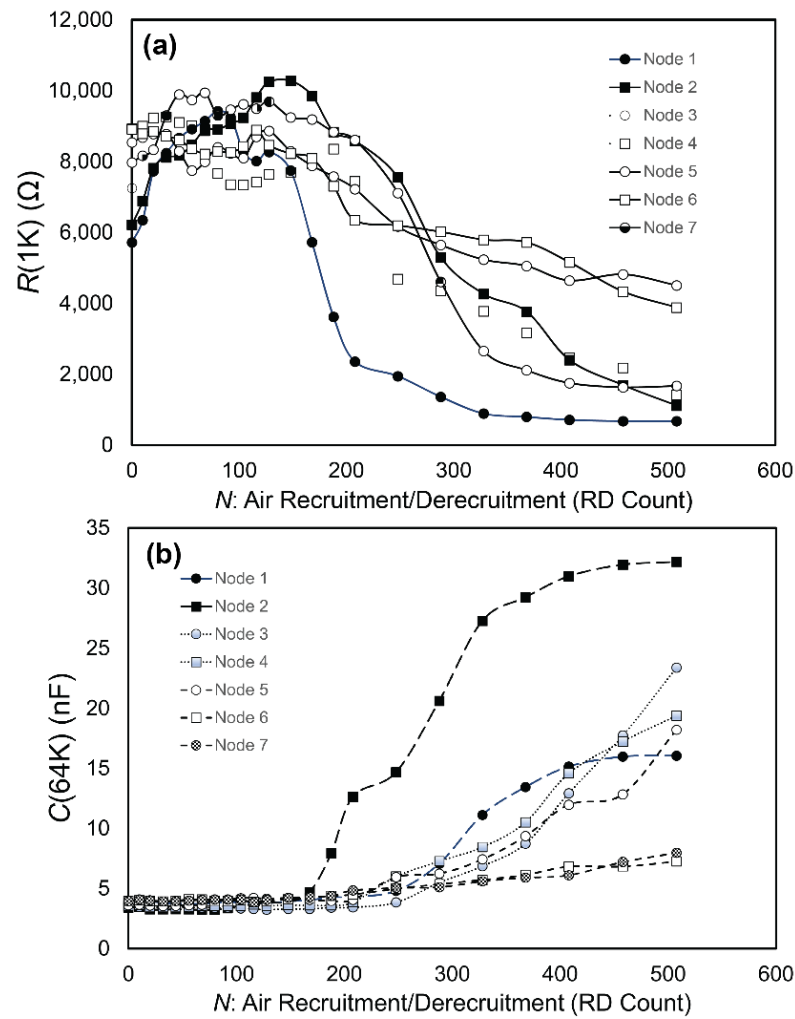 (a)
12,000
10,000
8,000
6,000
4,000
2,000
0
R(1K) (Ω)
Node 1
Node 2
Node 3
Node 4
Node 5
Node 6
Node 7
0 100 200 300 400 500 600
N: Air Recruitment/Derecruitment (RD Count)
(b)
35
30
25
20
15
10
5
0
C(64K) (nF)
Node 1
Node 2
Node 3
Node 4
Node 5
Node 6
Node 7
0 100 200 300 400 500 600
N: Air Recruitment/Derecruitment (RD Count)